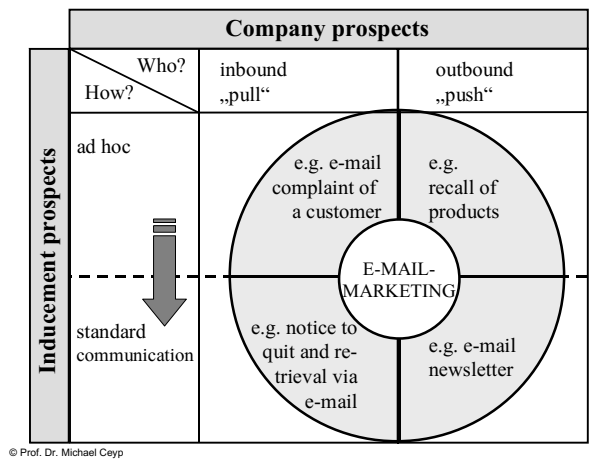 Company prospects
Inducement prospects
Who?
How?
inbound
„pull“
outbound
„push“
ad hoc
e.g. e-mail
complaint of
a customer
e.g.
recall of
products
E-MAIL-
MARKETING
standard
communication
e.g. notice to
quit and re-
trieval via
e-mail
e.g. e-mail
newsletter
© Prof. Dr. Michael Ceyp